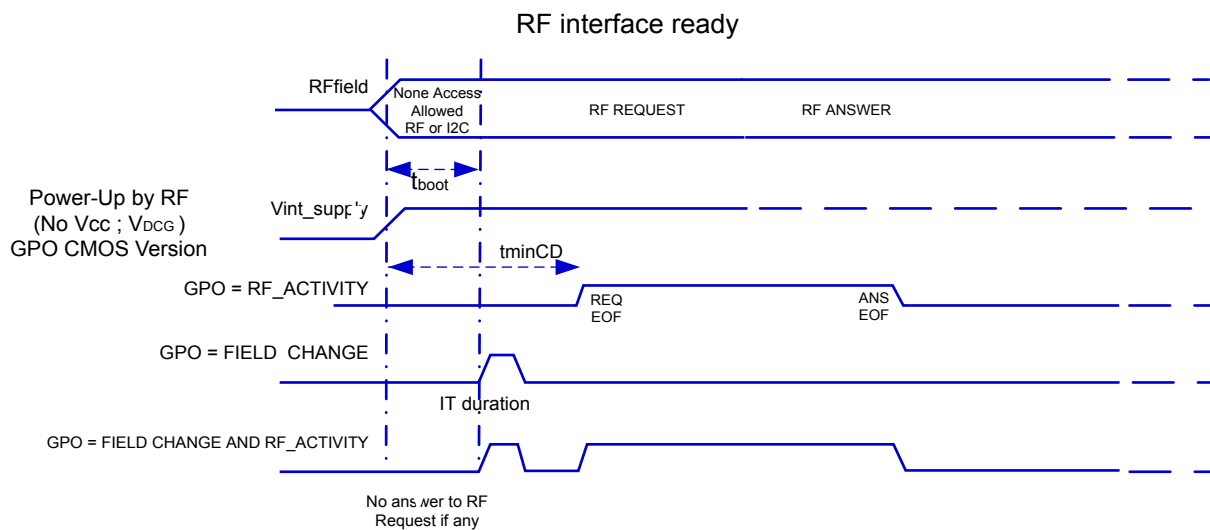 RF interface ready
RFfield
None Access
Allowed
RF or I2C
RF REQUEST
RF ANSWER
tboot
Power-Up by RF
(No Vcc ; VDCG )
GPO CMOS Version
Vint_supply
tminCD
GPO = RF_ACTIVITY
REQ
EOF
ANS
EOF
GPO = FIELD CHANGE
IT duration
GPO = FIELD CHANGE AND RF_ACTIVITY
No answer to RF
Request if any